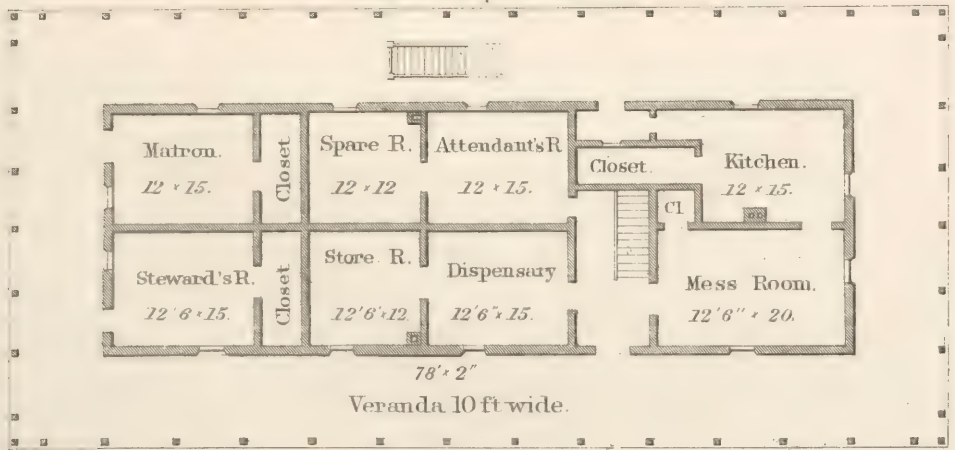 Matron.
12 × 15.
Closet
Spare R.
12 × 12
Attendant's R
12 × 15.
Closet.
Kitchen.
12 × 15.
Cl
Steward's R.
12' 6 × 15.
Closet
Store R.
12' 6" × 12.
Dispensary
12' 6" × 15.
Mess Room.
12' 6" × 20.
78' × 2"
Veranda 10 ft wide.